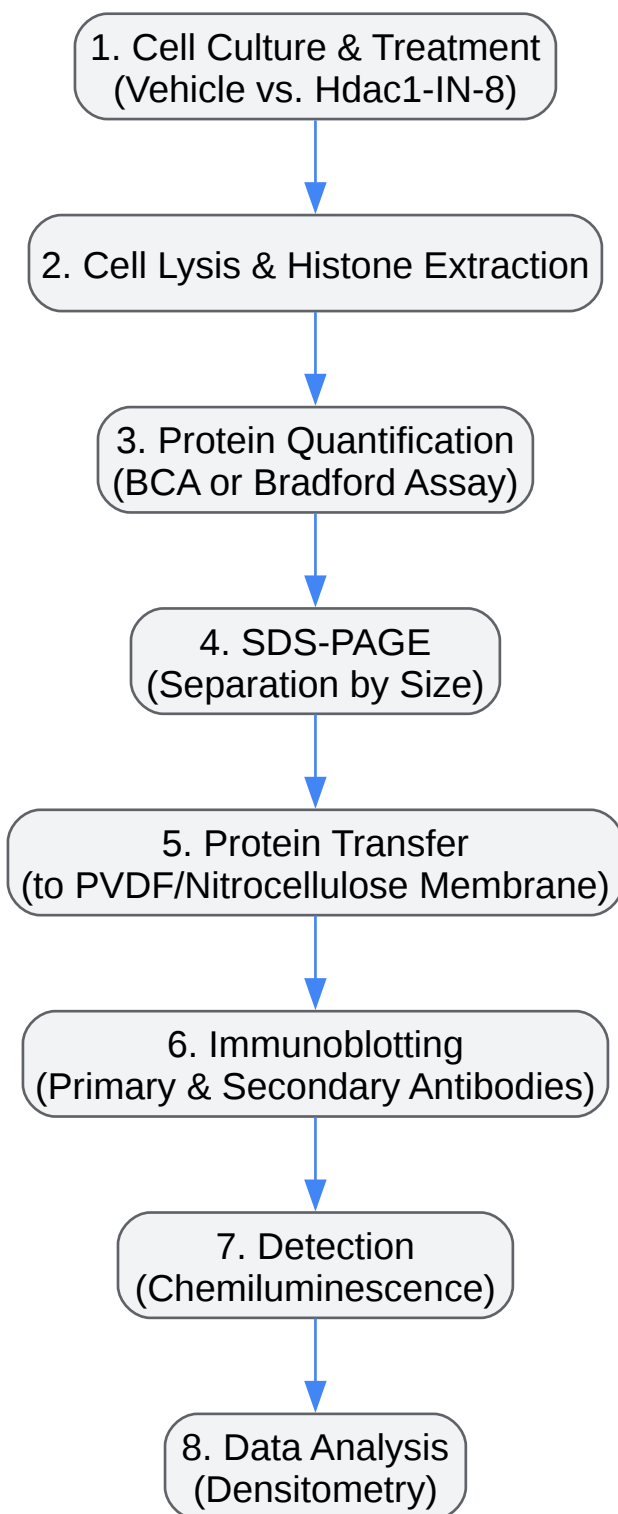 1. Cell Culture & Treatment
(Vehicle vs. Hdac1-IN-8)
2. Cell Lysis & Histone Extraction
3. Protein Quantification
(BCA or Bradford Assay)
4. SDS-PAGE
(Separation by Size)
5. Protein Transfer
(to PVDF/Nitrocellulose Membrane)
6. Immunoblotting
(Primary & Secondary Antibodies)
7. Detection
(Chemiluminescence)
8. Data Analysis
(Densitometry)